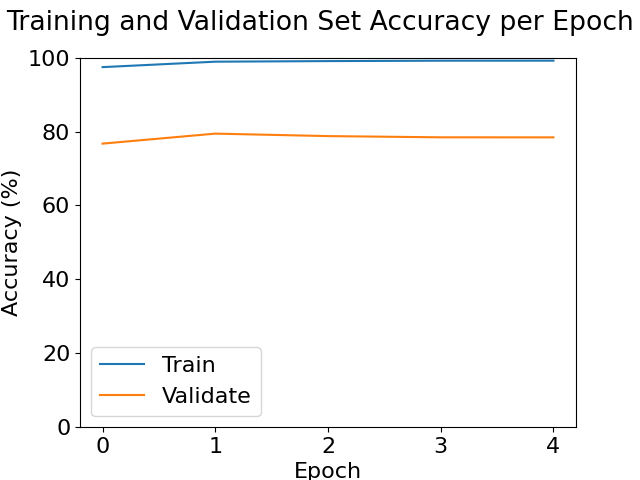 Training and Validation Set Accuracy per Epoch
100
80
60
40
20
0
Accuracy (%)
Train
Validate
0 1 2 3 4
Epoch